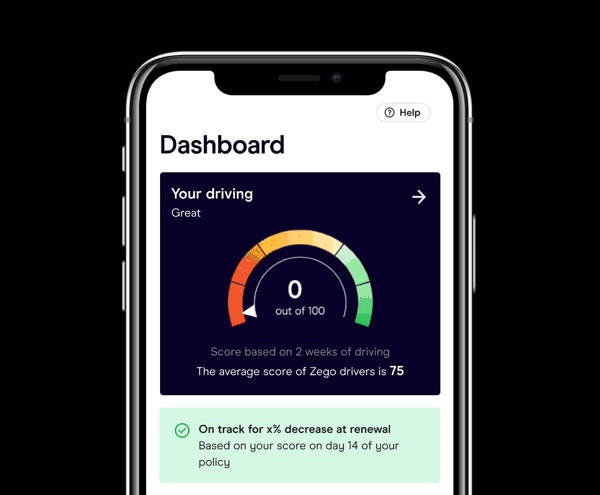 Help
Dashboard
Your driving
Great
0
out of 100
Score based on 2 weeks of driving
The average score of Zego drivers is 75
On track for x% decrease at renewal
Based on your score on day 14 of your
policy